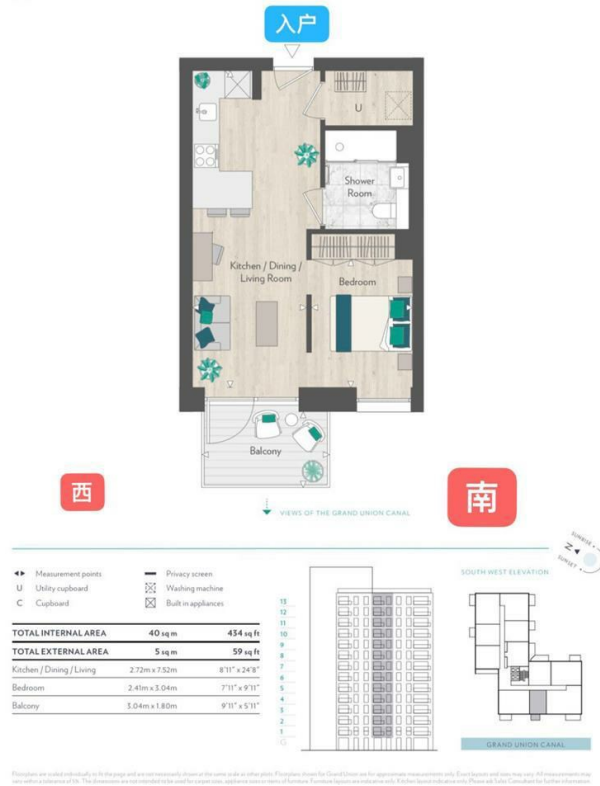 入户
U
Shower
Room
Kitchen / Dining /
Living Room
Bedroom
Balcony
西
南
VIEWS OF THE GRAND UNION CANAL
N
Measurement points
Privacy screen
U Utility cupboard
Washing machine
C Cupboard
Built in appliances
TOTAL INTERNAL AREA 40 sq m 434 sq ft
TOTAL EXTERNAL AREA 5 sq m 59 sq ft
Kitchen / Dining / Living 2.72m x 7.52m 8'11" x 24'8"
Bedroom 2.41m x 3.04m 7'11" x 9'11"
Balcony 3.04m x 1.80m 9'11" x 5'11"
13
12
11
10
9
8
7
6
5
4
3
2
1
G
SOUTH WEST ELEVATION
GRAND UNION CANAL